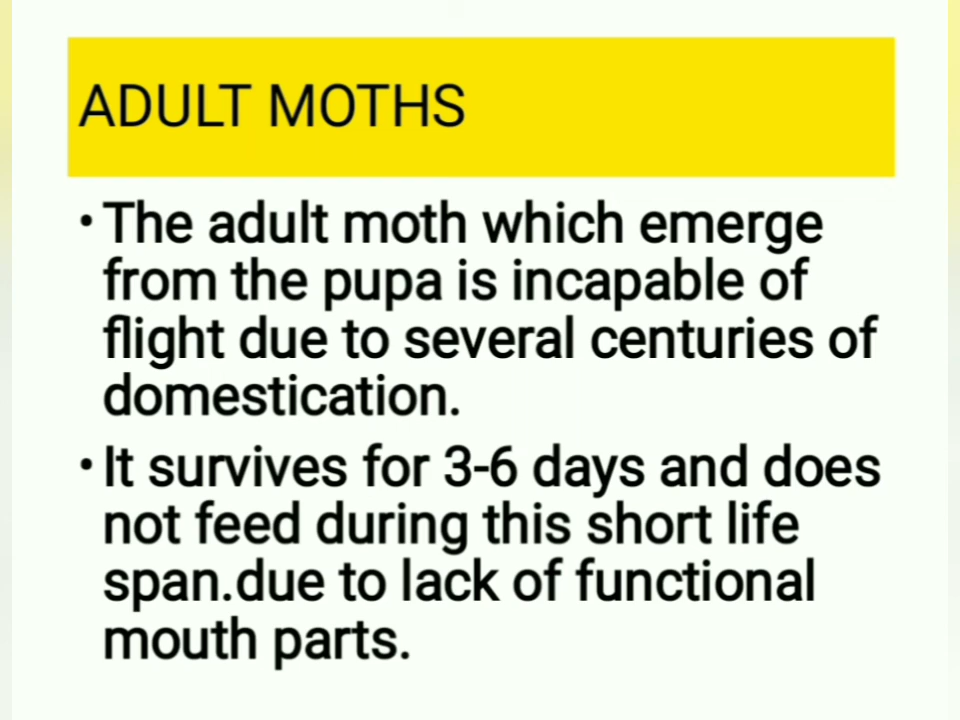 ADULT MOTHS
• The adult moth which emerge
from the pupa is incapable of
flight due to several centuries of
domestication.
• It survives for 3-6 days and does
not feed during this short life
span.due to lack of functional
mouth parts.